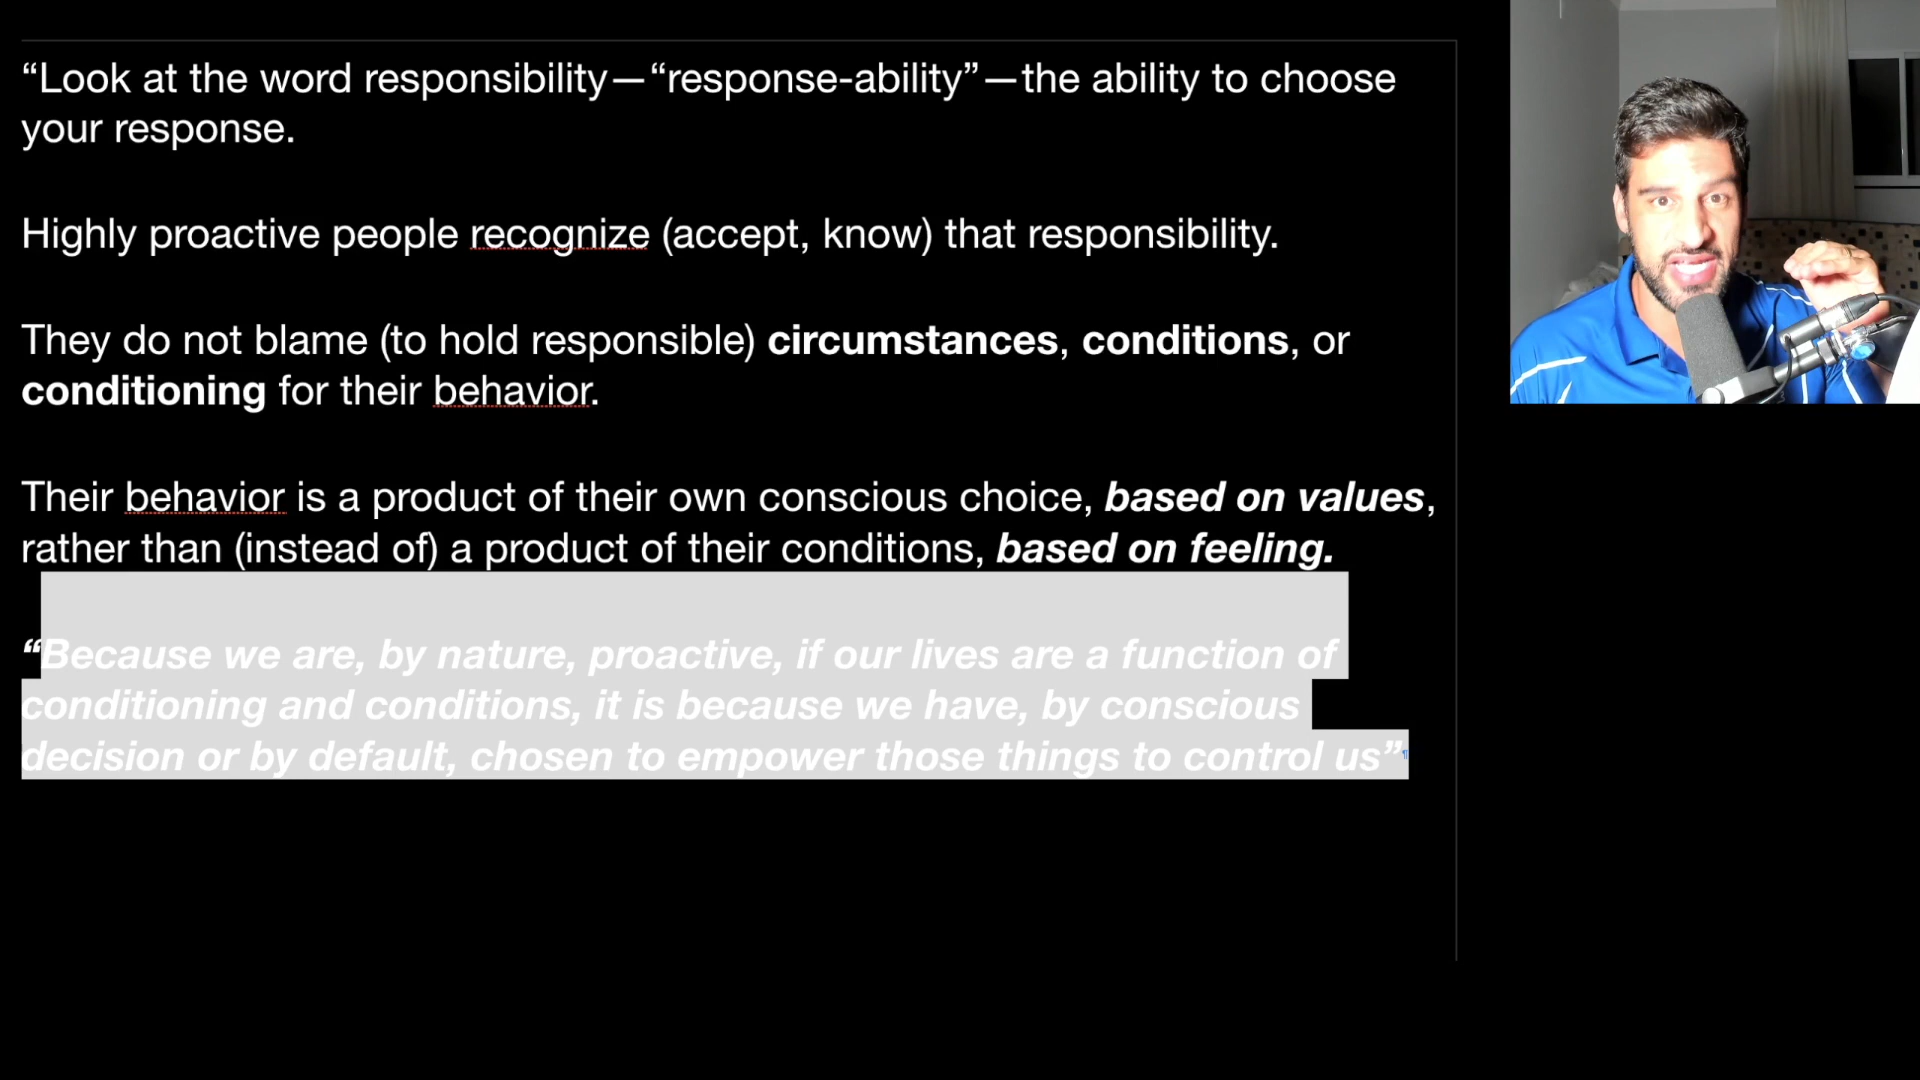 “Look at the word responsibility—“response-ability”—the ability to choose
your response.
Highly proactive people recognize (accept, know) that responsibility.
They do not blame (to hold responsible) circumstances, conditions, or
conditioning for their behavior.
Their behavior is a product of their own conscious choice, based on values,
rather than (instead of) a product of their conditions, based on feeling.
“Because we are, by nature, proactive, if our lives are a function of
conditioning and conditions, it is because we have, by conscious
decision or by default, chosen to empower those things to control us”